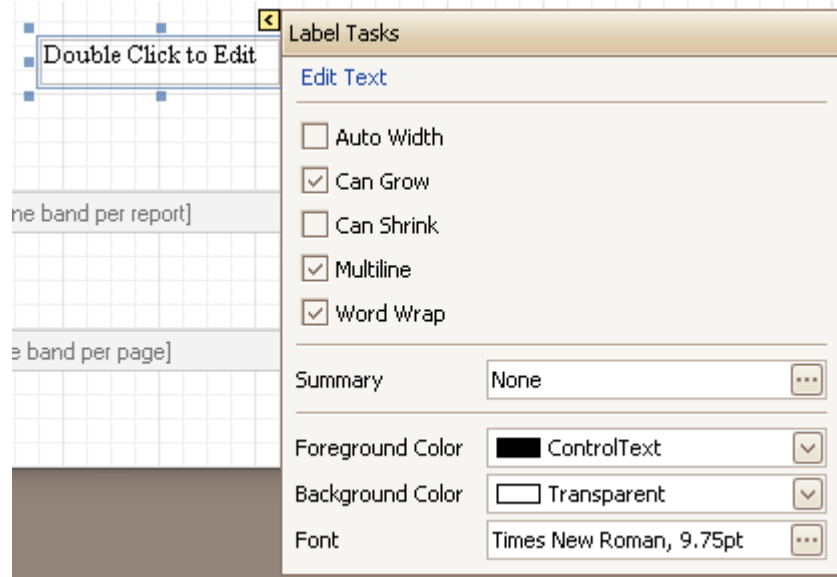 Double Click to Edit
Label Tasks
Edit Text
Auto Width
Can Grow
ne band per report]
Can Shrink
Multiline
Word Wrap
e band per page]
Summary None
Foreground Color ControlText
Background Color Transparent
Font Times New Roman, 9.75pt